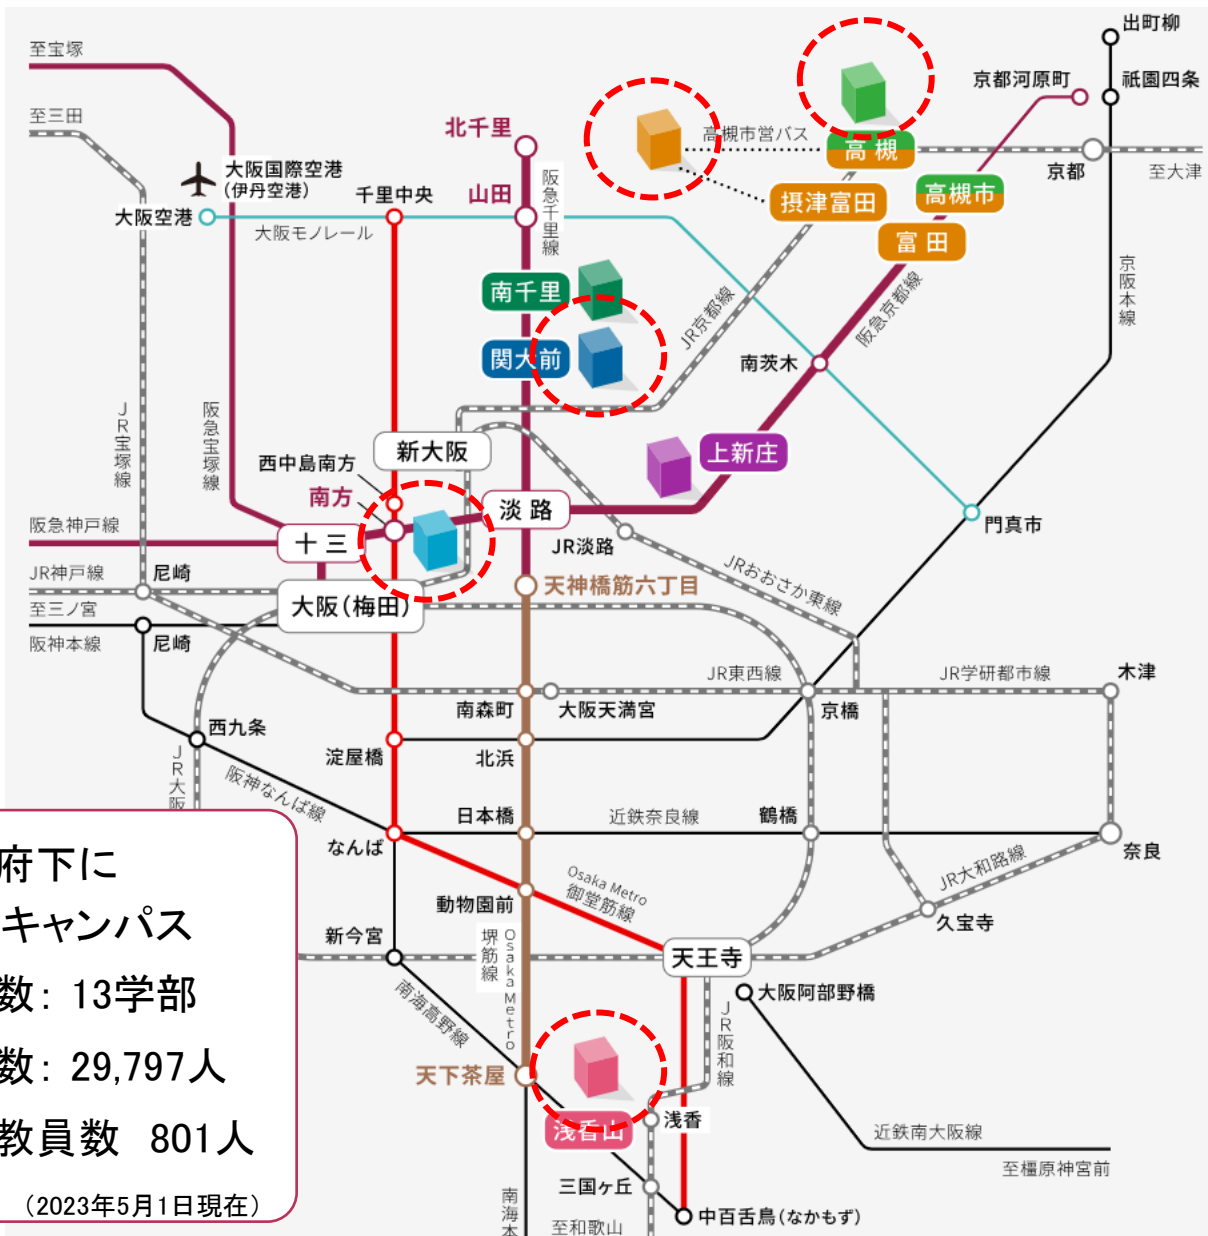 至宝塚
出町柳
京都河原町
祇園四条
至三田
北千里
高槻市営バス
高槻
京都
至大津
大阪国際空港
(伊丹空港)
千里中央
山田
阪急千里線
摂津富田
高槻市
大阪空港
大阪モノレール
富田
南千里
京阪本線
JR京都線
阪急京都線
関大前
南茨木
JR宝塚線
阪急宝塚線
新大阪
上新庄
西中島南方
南方
淡路
門真市
阪急神戸線
十三
JR淡路
JR神戸線
尼崎
天神橋筋六丁目
JRおおさか東線
至三ノ宮
大阪(梅田)
阪神本線
尼崎
JR東西線
JR学研都市線
木津
南森町
大阪天満宮
京橋
西九条
淀屋橋
北浜
JR大阪
阪神なんば線
日本橋
近鉄奈良線
鶴橋
なんば
奈良
府下に
キャンパス
数: 13学部
数: 29,797人
教員数 801人
(2023年5月1日現在)
JR大和路線
Osaka Metro
御堂筋線
動物園前
久宝寺
新今宮
Osaka Metro
堺筋線
天王寺
南海高野線
大阪阿部野橋
JR阪和線
天下茶屋
浅香山
浅香
近鉄南大阪線
至橿原神宮前
三国ヶ丘
南海本
至和歌山
中百舌鳥(なかもず)